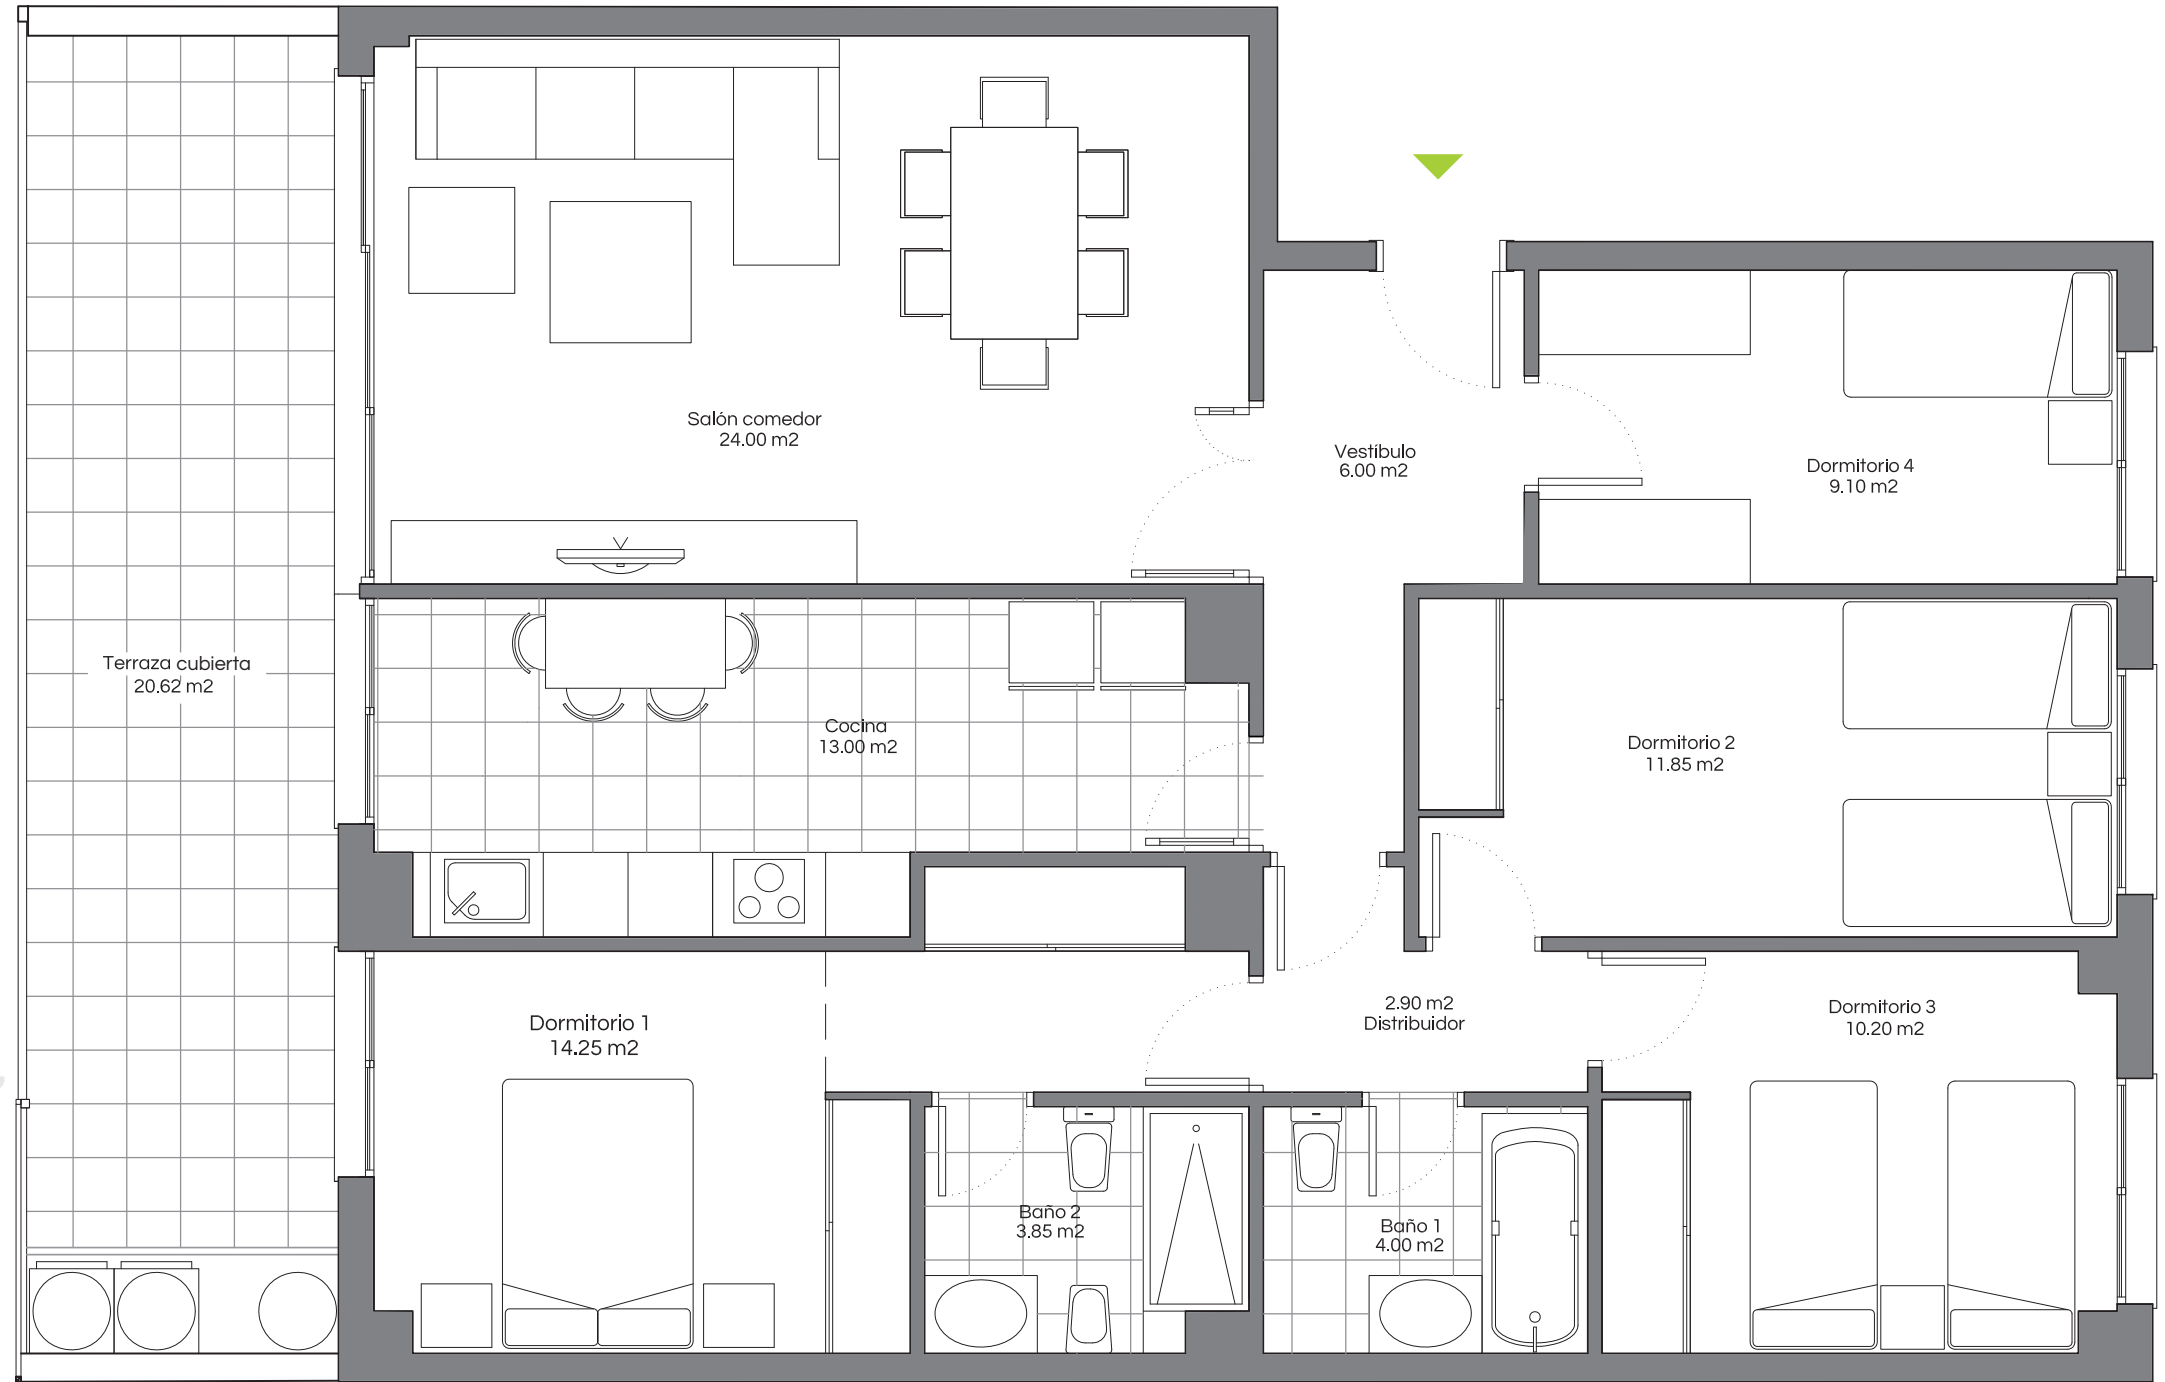 Salón comedor
24.00 m2
Vestíbulo
6.00 m2
Dormitorio 4
9.10 m2
Terraza cubierta
20.62 m2
Cocina
13.00 m2
Dormitorio 2
11.85 m2
Dormitorio 1
14.25 m2
2.90 m2
Distribuidor
Dormitorio 3
10.20 m2
Baño 2
3.85 m2
Baño 1
4.00 m2